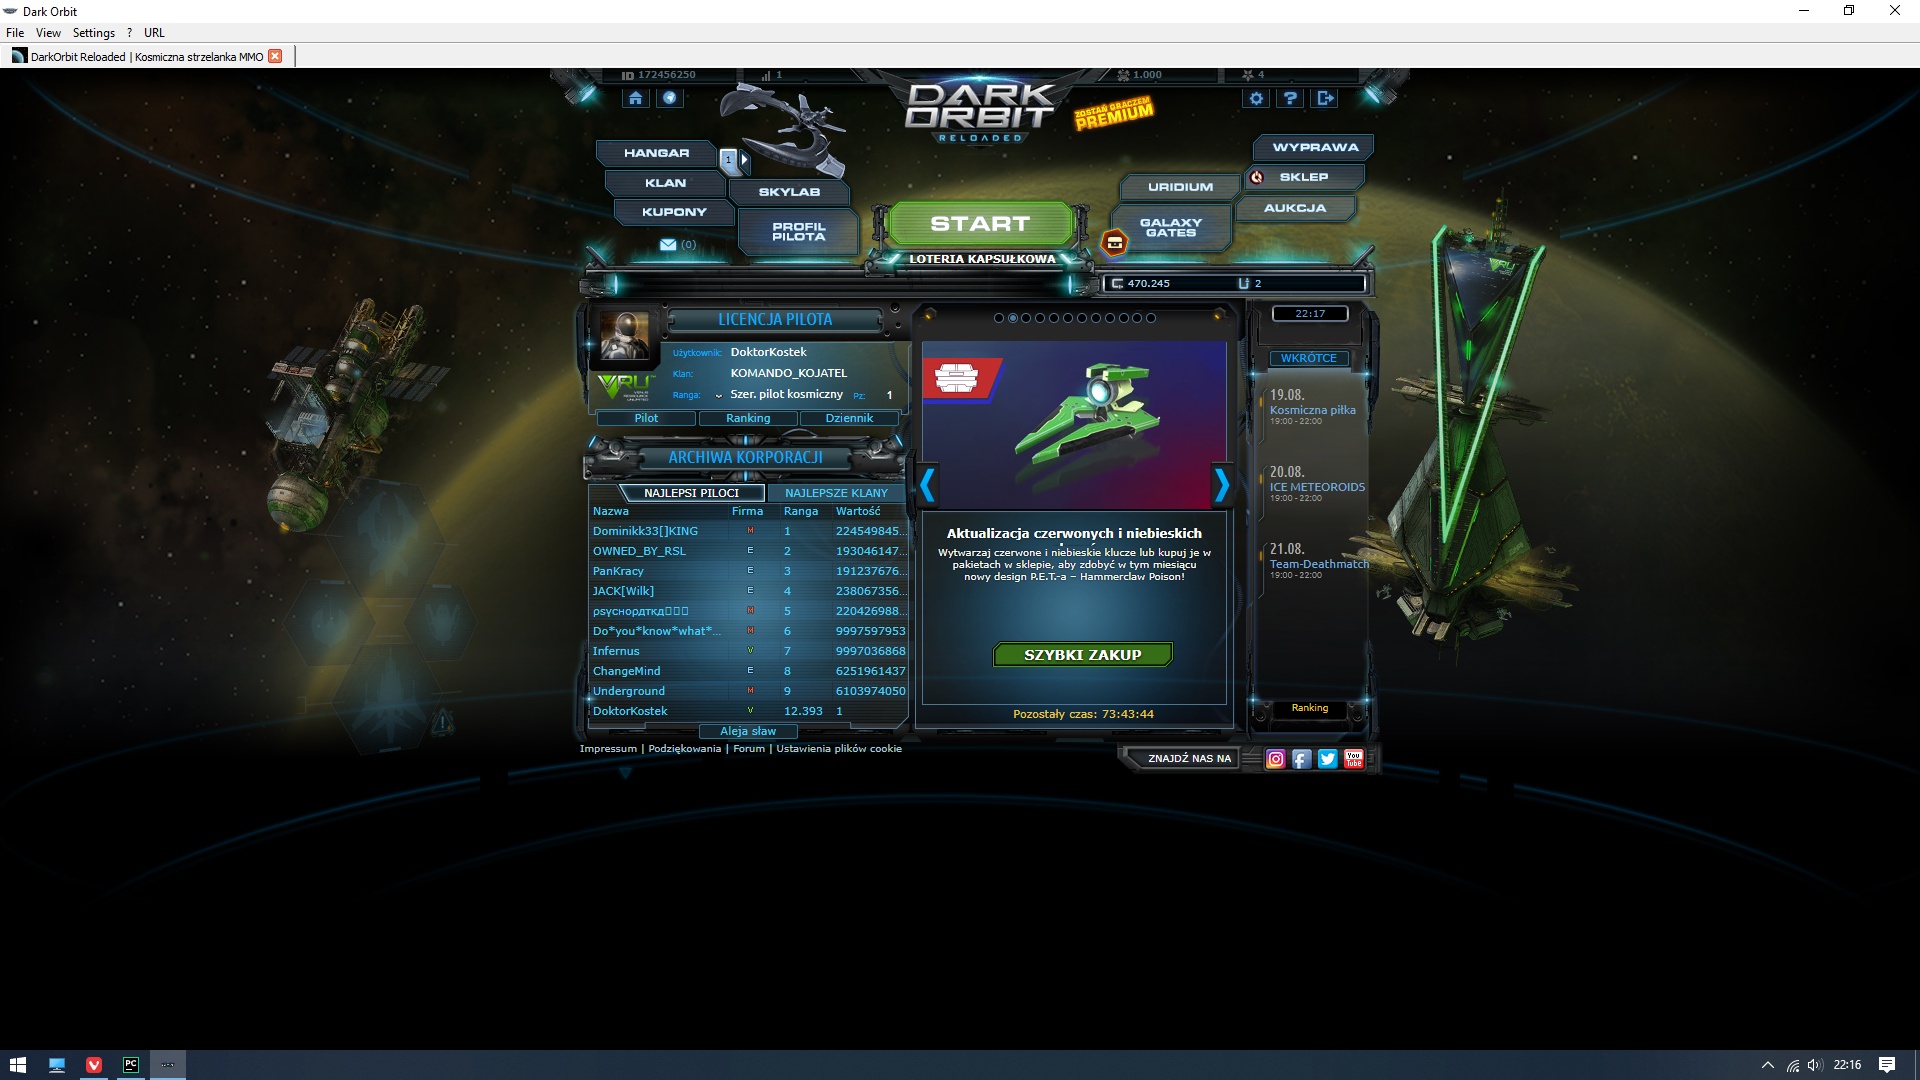 Dark Orbit
File View Settings ? URL
DarkOrbit Reloaded | Kosmiczna strzelanka MMO
ID 172456250
1
1.000
4
DARK ORBIT
RELOADED
ZOSTAŃ GRACZEM
PREMIUM
HANGAR
1
KLAN
KUPONY
(0)
SKYLAB
PROFIL
PILOTA
START
LOTERIA KAPSUŁKOWA
WYPRAWA
SKLEP
URIDIUM
AUKCJA
GALAXY
GATES
C 470.245
U 2
LICENCJA PILOTA
Użytkownik: DoktorKostek
Klan: KOMANDO_KOJATEL
Ranga: Szer. pilot kosmiczny Pz: 1
VRU
Pilot Ranking Dziennik
ARCHIWA KORPORACJI
NAJLEPSI PILOCI NAJLEPSZE KLANY
Nazwa Firma Ranga Wartość
Dominikk33[]KING M 1 224549845...
OWNED_BY_RSL E 2 193046147...
PanKracy E 3 191237676...
JACK[Wilk] E 4 238067356...
M 5 220426988...
Do*you*know*what*... M 6 9997597953
Infernus V 7 9997036868
ChangeMind E 8 6251961437
Underground M 9 6103974050
DoktorKostek V 12.393 1
Aleja sław
Impressum | Podziękowania | Forum | Ustawienia plików cookie
Aktualizacja czerwonych i niebieskich
Wytwarzaj czerwone i niebieskie klucze lub kupuj je w
pakietach w sklepie, aby zdobyć w tym miesiącu
nowy design P.E.T.-a – Hammerclaw Poison!
SZYBKI ZAKUP
Pozostały czas: 73:43:44
22:17
WKRÓTCE
19.08.
Kosmiczna piłka
19:00 - 22:00
20.08.
ICE METEOROIDS
19:00 - 22:00
21.08.
Team-Deathmatch
19:00 - 22:00
Ranking
ZNAJDŹ NAS NA
You
Tube
VRU
PC
22:16